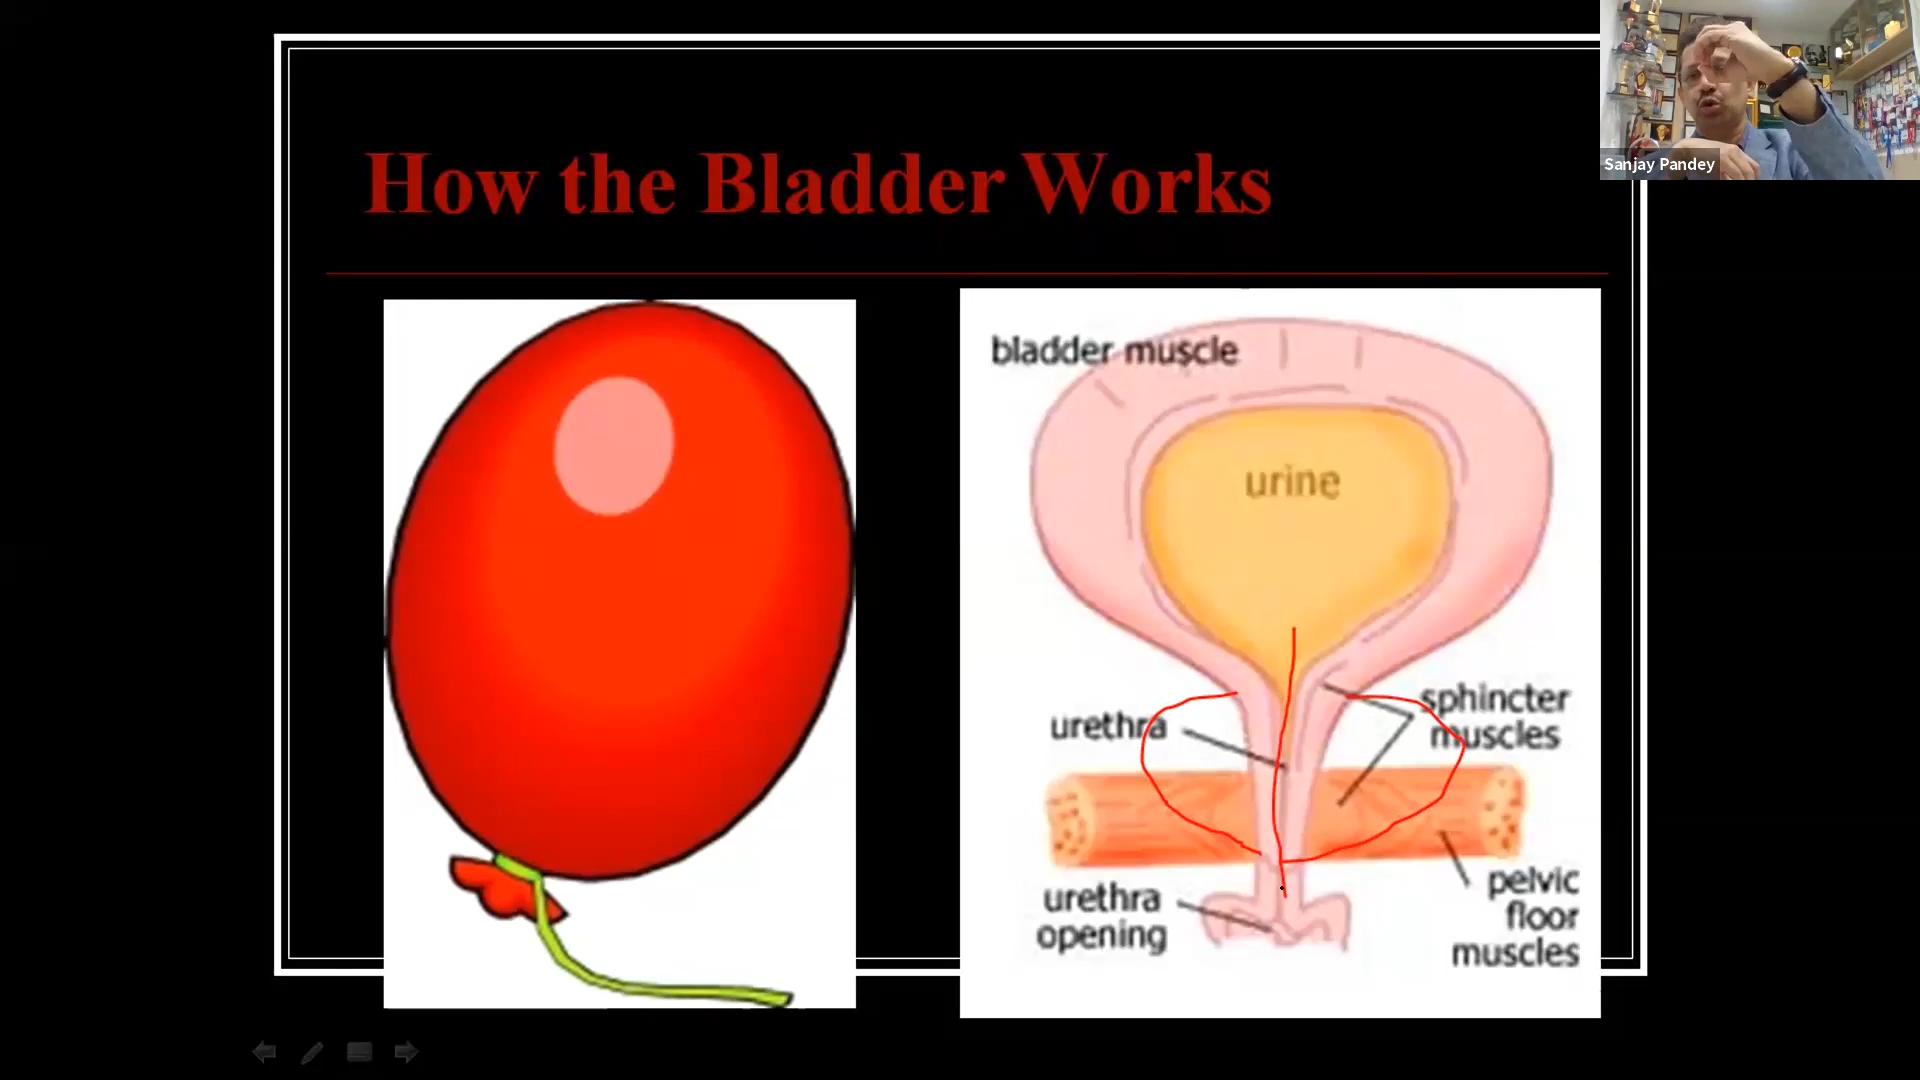 Sanjay Pandey
How the Bladder Works
bladder muscle
urine
urethra
sphincter
muscles
urethra
opening
pelvic
floor
muscles